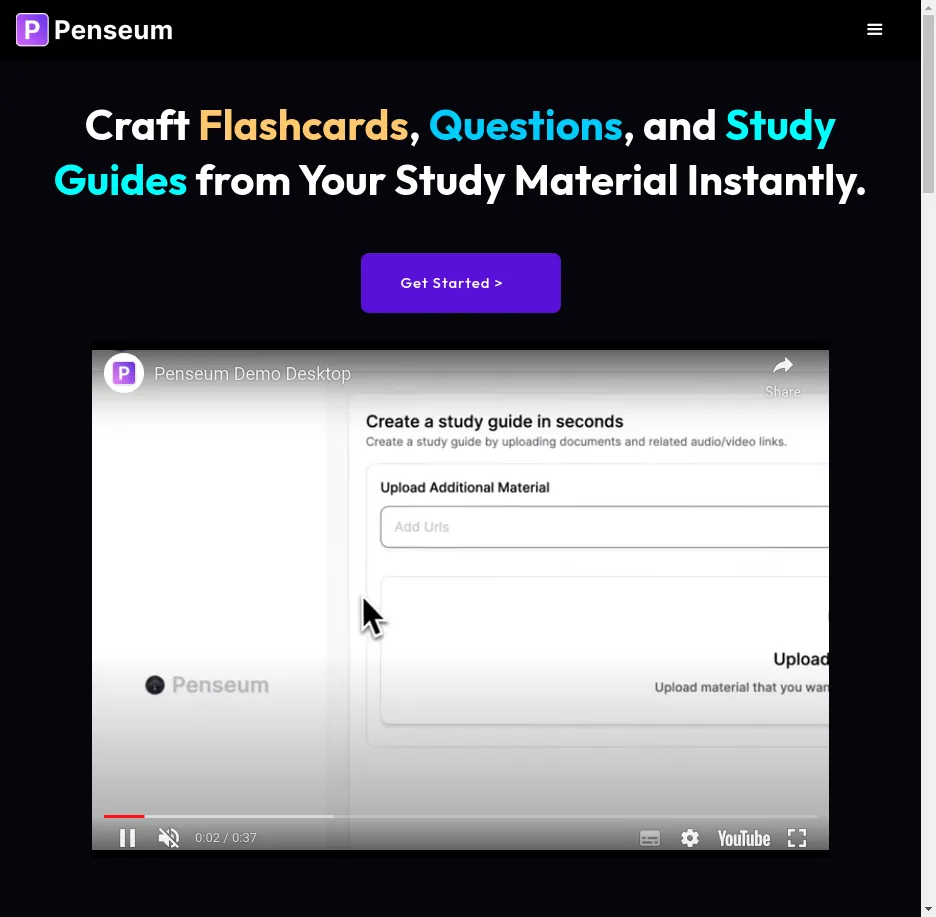 P Penseum
Craft Flashcards, Questions, and Study
Guides from Your Study Material Instantly.
Get Started >
P Penseum Demo Desktop
Share
Create a study guide in seconds
Create a study guide by uploading documents and related audio/video links.
Upload Additional Material
Add Urls
Upload
Upload material that you wan
Penseum
0:02 / 0:37
YouTube